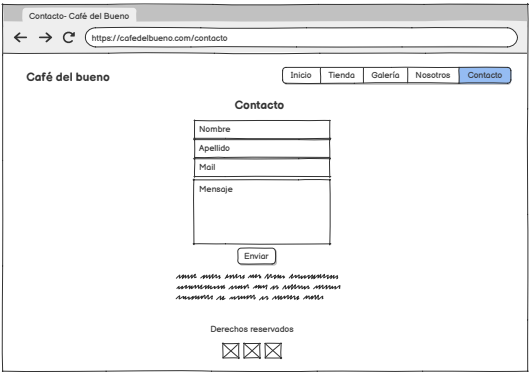 Contacto- Café del Bueno
https://cafedelbueno.com/contacto
Café del bueno
Inicio Tienda Galería Nosotros Contacto
Contacto
Nombre
Apellido
Mail
Mensaje
Enviar
Derechos reservados